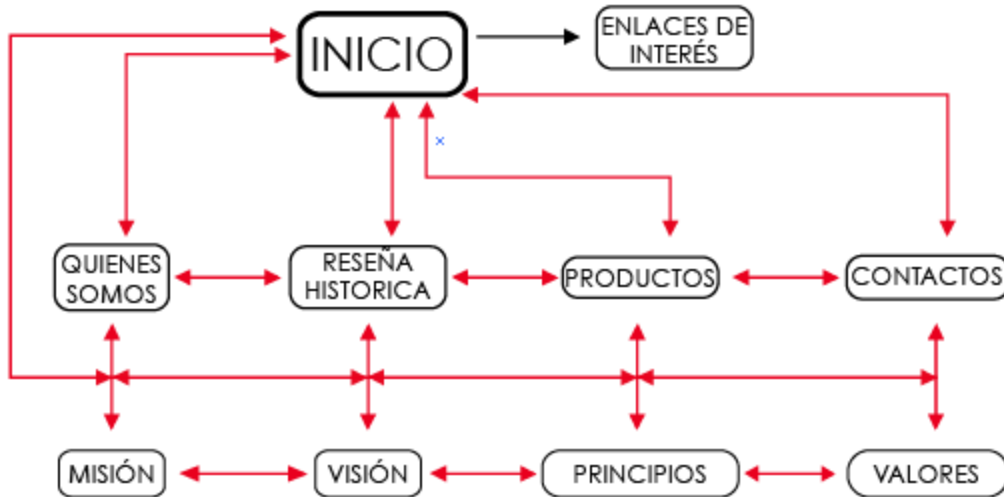 INICIO
ENLACES DE
INTERÉS
QUIENES
SOMOS
RESEÑA
HISTORICA
PRODUCTOS
CONTACTOS
MISIÓN
VISIÓN
PRINCIPIOS
VALORES